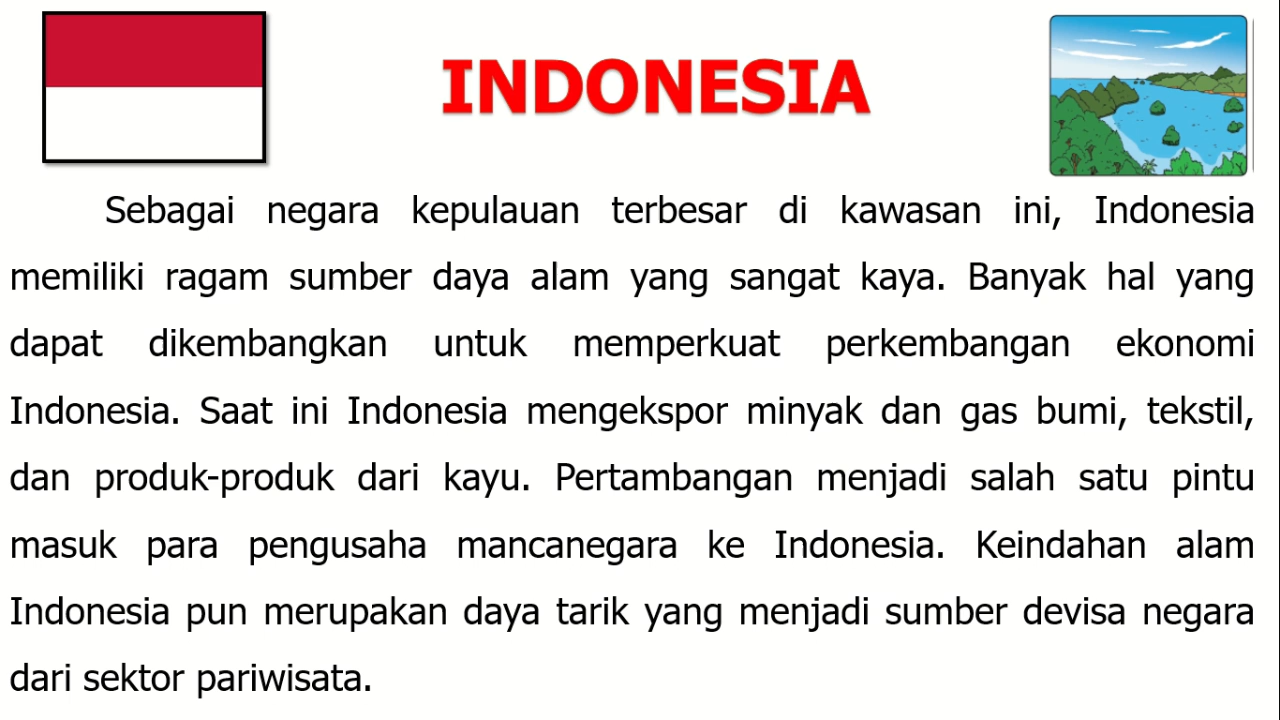 INDONESIA
Sebagai negara kepulauan terbesar di kawasan ini, Indonesia
memiliki ragam sumber daya alam yang sangat kaya. Banyak hal yang
dapat dikembangkan untuk memperkuat perkembangan ekonomi
Indonesia. Saat ini Indonesia mengekspor minyak dan gas bumi, tekstil,
dan produk-produk dari kayu. Pertambangan menjadi salah satu pintu
masuk para pengusaha mancanegara ke Indonesia. Keindahan alam
Indonesia pun merupakan daya tarik yang menjadi sumber devisa negara
dari sektor pariwisata.